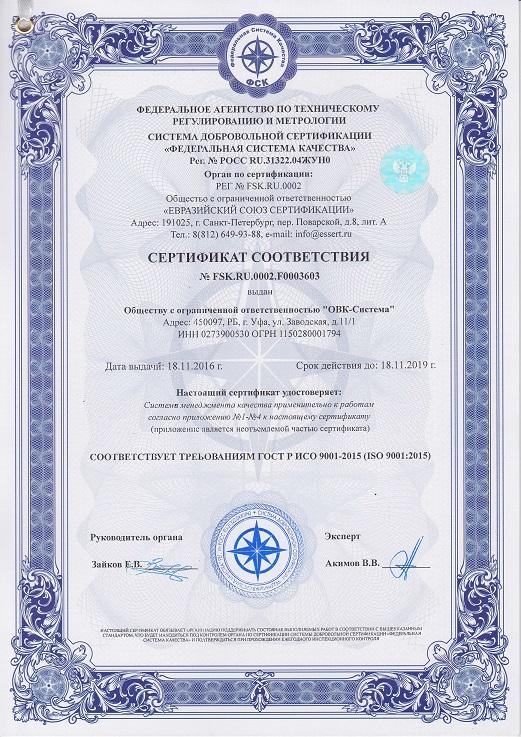 Федеральная Система Качества
ФСК
ФЕДЕРАЛЬНОЕ АГЕНТСТВО ПО ТЕХНИЧЕСКОМУ
РЕГУЛИРОВАНИЮ И МЕТРОЛОГИИ
СИСТЕМА ДОБРОВОЛЬНОЙ СЕРТИФИКАЦИИ
«ФЕДЕРАЛЬНАЯ СИСТЕМА КАЧЕСТВА»
Рег. № РОСС RU.31322.04ЖУН0
Орган по сертификации:
РЕГ № FSK.RU.0002
Общество с ограниченной ответственностью
«ЕВРАЗИЙСКИЙ СОЮЗ СЕРТИФИКАЦИИ»
Адрес: 191025, г. Санкт-Петербург, пер. Поварской, д.8, лит. А
Тел.: 8(812) 649-93-88, e-mail: info@essert.ru
СЕРТИФИКАТ СООТВЕТСТВИЯ
№ FSK.RU.0002.F0003603
выдан
Обществу с ограниченной ответственностью "ОВК-Система"
Адрес: 450097, РБ, г. Уфа, ул. Заводская, д.11/1
ИНН 0273900530 ОГРН 1150280001794
Дата выдачи: 18.11.2016 г. Срок действия до: 18.11.2019 г.
Настоящий сертификат удостоверяет:
Система менеджмента качества применительно к работам
согласно приложению №1-№4 к настоящему сертификату
(приложение является неотъемлемой частью сертификата)
СООТВЕТСТВУЕТ ТРЕЬОВАНИЯМ ГОСТ Р ИСО 9001-2015 (ISO 9001:2015)
Руководитель органа Эксперт
Зайков Е.В. Акимов В.В.
НАСТОЯЩИЙ СЕРТИФИКАТ ОБЯЗЫВАЕТ ОРГАНИЗАЦИЮ ПОДДЕРЖИВАТЬ СОСТОЯНИЕ ВЫПОЛНЯЕМЫХ РАБОТ В СООТВЕТСТВИИ С ВЫШЕУКАЗАННЫМ
СТАНДАРТОМ, ЧТО БУДЕТ НАХОДИТЬСЯ ПОД КОНТРОЛЕМ ОРГАНА ПО СЕРТИФИКАЦИИ СИСТЕМЫ ДОБРОВОЛЬНОЙ СЕРТИФИКАЦИИ «ФЕДЕРАЛЬНАЯ
СИСТЕМА КАЧЕСТВА» И ПОДТВЕРЖДАТЬСЯ ПРИ ПРОХОЖДЕНИИ ЕЖЕГОДНОГО ИНСПЕКЦИОННОГО КОНТРОЛЯ
ФСК